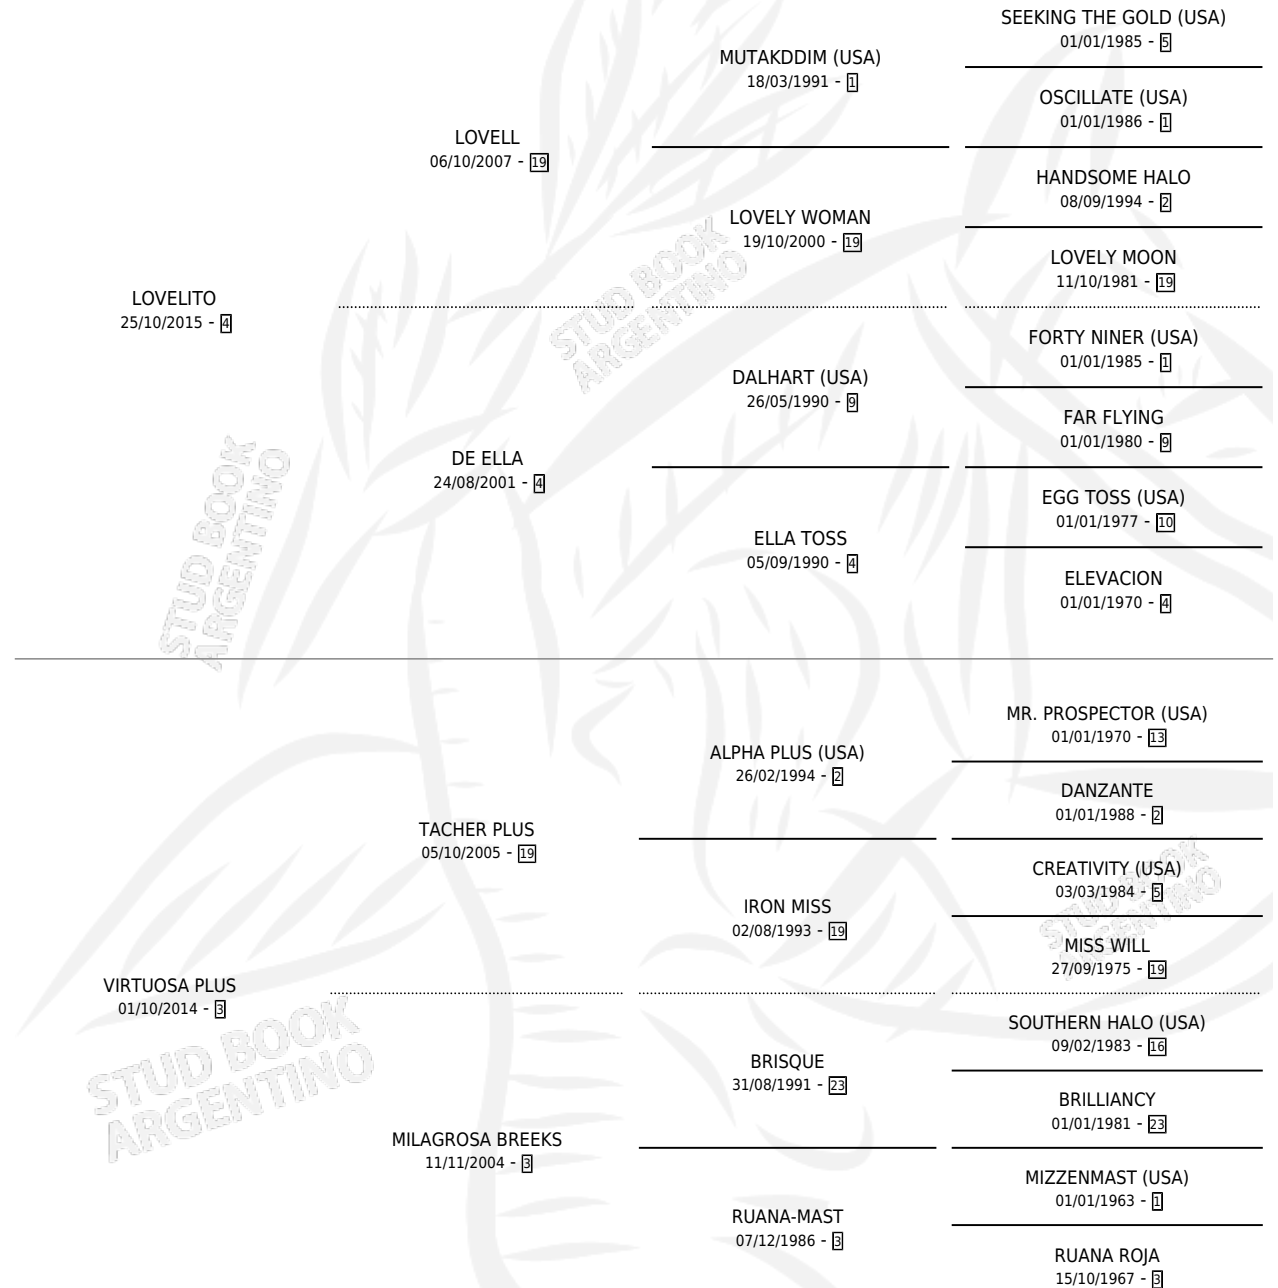 SEEKING THE GOLD (USA)
01/01/1985 - 5
MUTAKDDIM (USA)
18/03/1991 - 1
OSCILLATE (USA)
01/01/1986 - 1
LOVELL
06/10/2007 - 19
HANDSOME HALO
08/09/1994 - 2
LOVELY WOMAN
19/10/2000 - 19
LOVELY MOON
11/10/1981 - 19
LOVELITO
25/10/2015 - 4
FORTY NINER (USA)
01/01/1985 - 1
DALHART (USA)
26/05/1990 - 9
FAR FLYING
01/01/1980 - 9
DE ELLA
24/08/2001 - 4
EGG TOSS (USA)
01/01/1977 - 10
ELLA TOSS
05/09/1990 - 4
ELEVACION
01/01/1970 - 4
MR. PROSPECTOR (USA)
01/01/1970 - 13
ALPHA PLUS (USA)
26/02/1994 - 2
DANZANTE
01/01/1988 - 2
TACHER PLUS
05/10/2005 - 19
CREATIVITY (USA)
03/03/1984 - 5
IRON MISS
02/08/1993 - 19
MISS WILL
27/09/1975 - 19
VIRTUOSA PLUS
01/10/2014 - 3
SOUTHERN HALO (USA)
09/02/1983 - 16
BRISQUE
31/08/1991 - 23
BRILLIANCY
01/01/1981 - 23
MILAGROSA BREEKS
11/11/2004 - 3
MIZZENMAST (USA)
01/01/1963 - 1
RUANA-MAST
07/12/1986 - 3
RUANA ROJA
15/10/1967 - 3
STUD BOOK
ARGENTINO
STUD BOOK
ARGENTINO
STUD BOOK
ARGENTINO
STUD BOOK
ARGENTINO